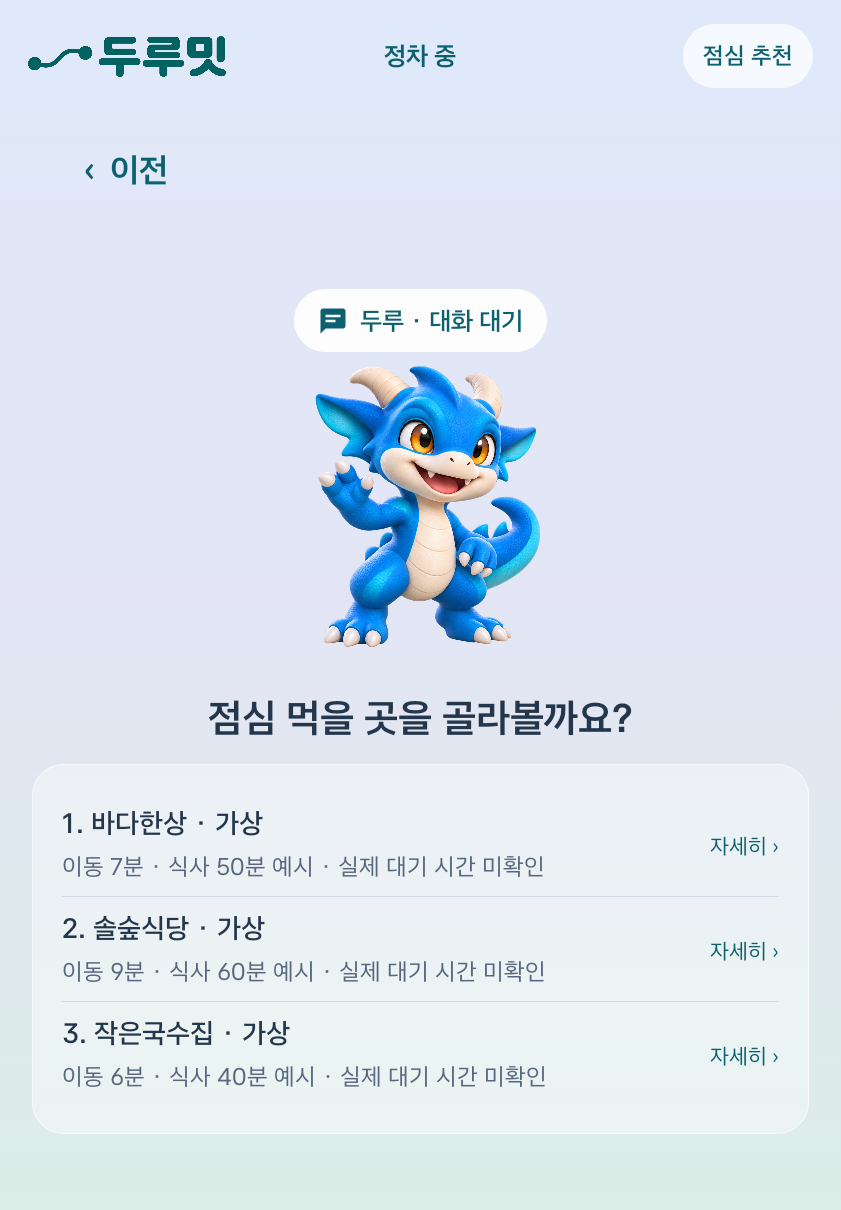 두루밋
정차 중
점심 추천
‹ 이전
두루 · 대화 대기
점심 먹을 곳을 골라볼까요?
1. 바다한상 · 가상
이동 7분 · 식사 50분 예시 · 실제 대기 시간 미확인
자세히 ›
2. 솔숲식당 · 가상
이동 9분 · 식사 60분 예시 · 실제 대기 시간 미확인
자세히 ›
3. 작은국수집 · 가상
이동 6분 · 식사 40분 예시 · 실제 대기 시간 미확인
자세히 ›